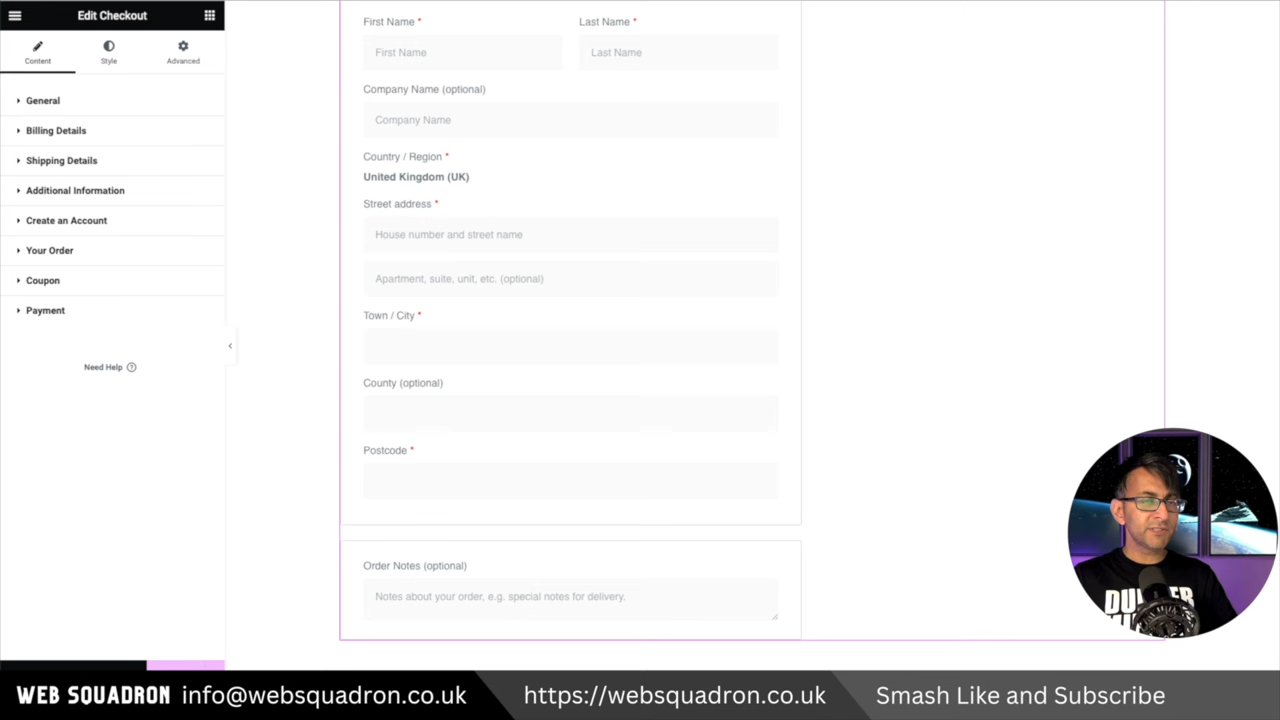 Edit Checkout
Content
Style
Advanced
General
Billing Details
Shipping Details
Additional Information
Create an Account
Your Order
Coupon
Payment
Need Help ?
First Name *
Last Name *
First Name
Last Name
Company Name (optional)
Company Name
Country / Region *
United Kingdom (UK)
Street address *
House number and street name
Apartment, suite, unit, etc. (optional)
Town / City *
County (optional)
Postcode *
Order Notes (optional)
Notes about your order, e.g. special notes for delivery.
WEB SQUADRON info@websquadron.co.uk
https://websquadron.co.uk
Smash Like and Subscribe